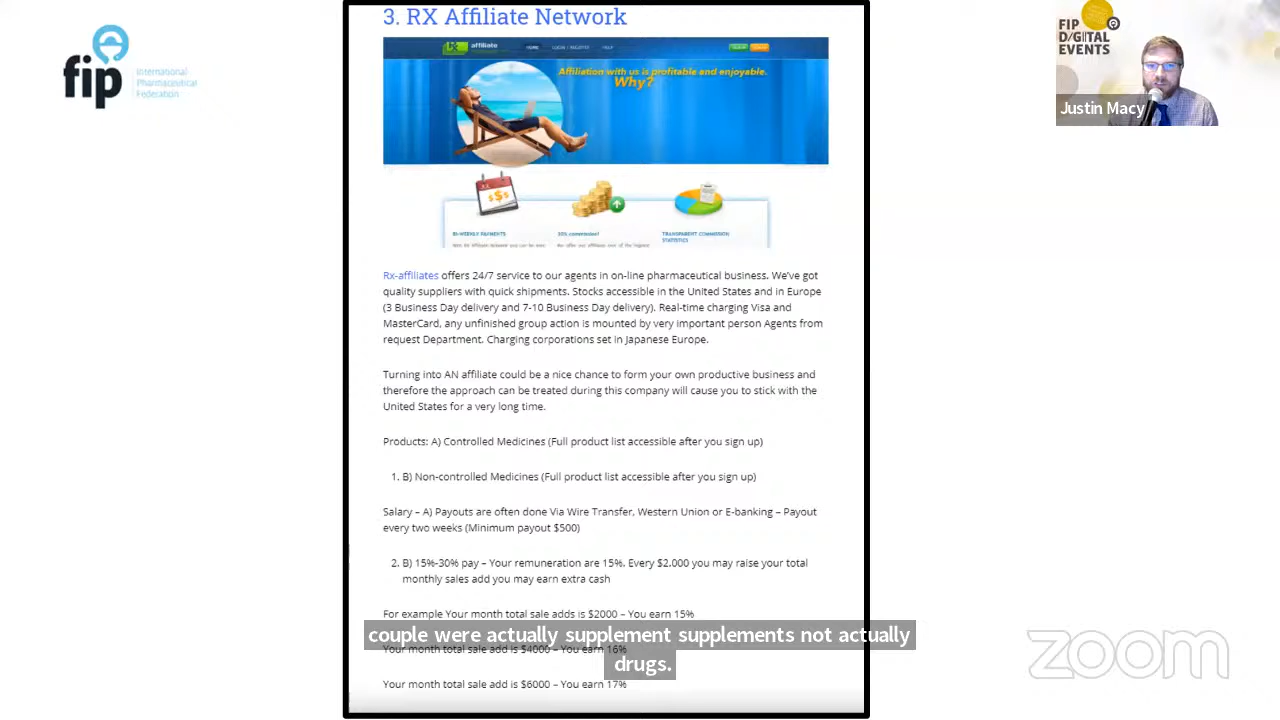 3. RX Affiliate Network
fip
International
Pharmaceutical
Federation
FIP
DIGITAL
EVENTS
Justin Macy
affiliate
HOME LOGIN / REGISTER HELP
Affiliation with us is profitable and enjoyable.
Why?
$$$
BI-WEEKLY PAYMENTS
TRANSPARENT COMMISSION
STATISTICS
Rx-affiliates offers 24/7 service to our agents in on-line pharmaceutical business. We've got
quality suppliers with quick shipments. Stocks accessible in the United States and in Europe
(3 Business Day delivery and 7-10 Business Day delivery). Real-time charging Visa and
MasterCard, any unfinished group action is mounted by very important person Agents from
request Department. Charging corporations set in Japanese Europe.
Turning into AN affiliate could be a nice chance to form your own productive business and
therefore the approach can be treated during this company will cause you to stick with the
United States for a very long time.
Products: A) Controlled Medicines (Full product list accessible after you sign up)
1. B) Non-controlled Medicines (Full product list accessible after you sign up)
Salary – A) Payouts are often done Via Wire Transfer, Western Union or E-banking – Payout
every two weeks (Minimum payout $500)
2. B) 15%-30% pay – Your remuneration are 15%. Every $2.000 you may raise your total
monthly sales add you may earn extra cash
For example Your month total sale adds is $2000 – You earn 15%
couple were actually supplement supplements not actually
drugs.
Your month total sale add is $4000 – You earn 16%
Your month total sale add is $6000 – You earn 17%
zoom